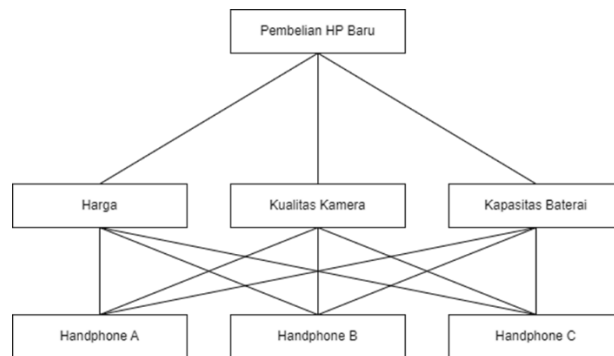 Pembelian HP Baru
Harga
Kualitas Kamera
Kapasitas Baterai
Handphone A
Handphone B
Handphone C